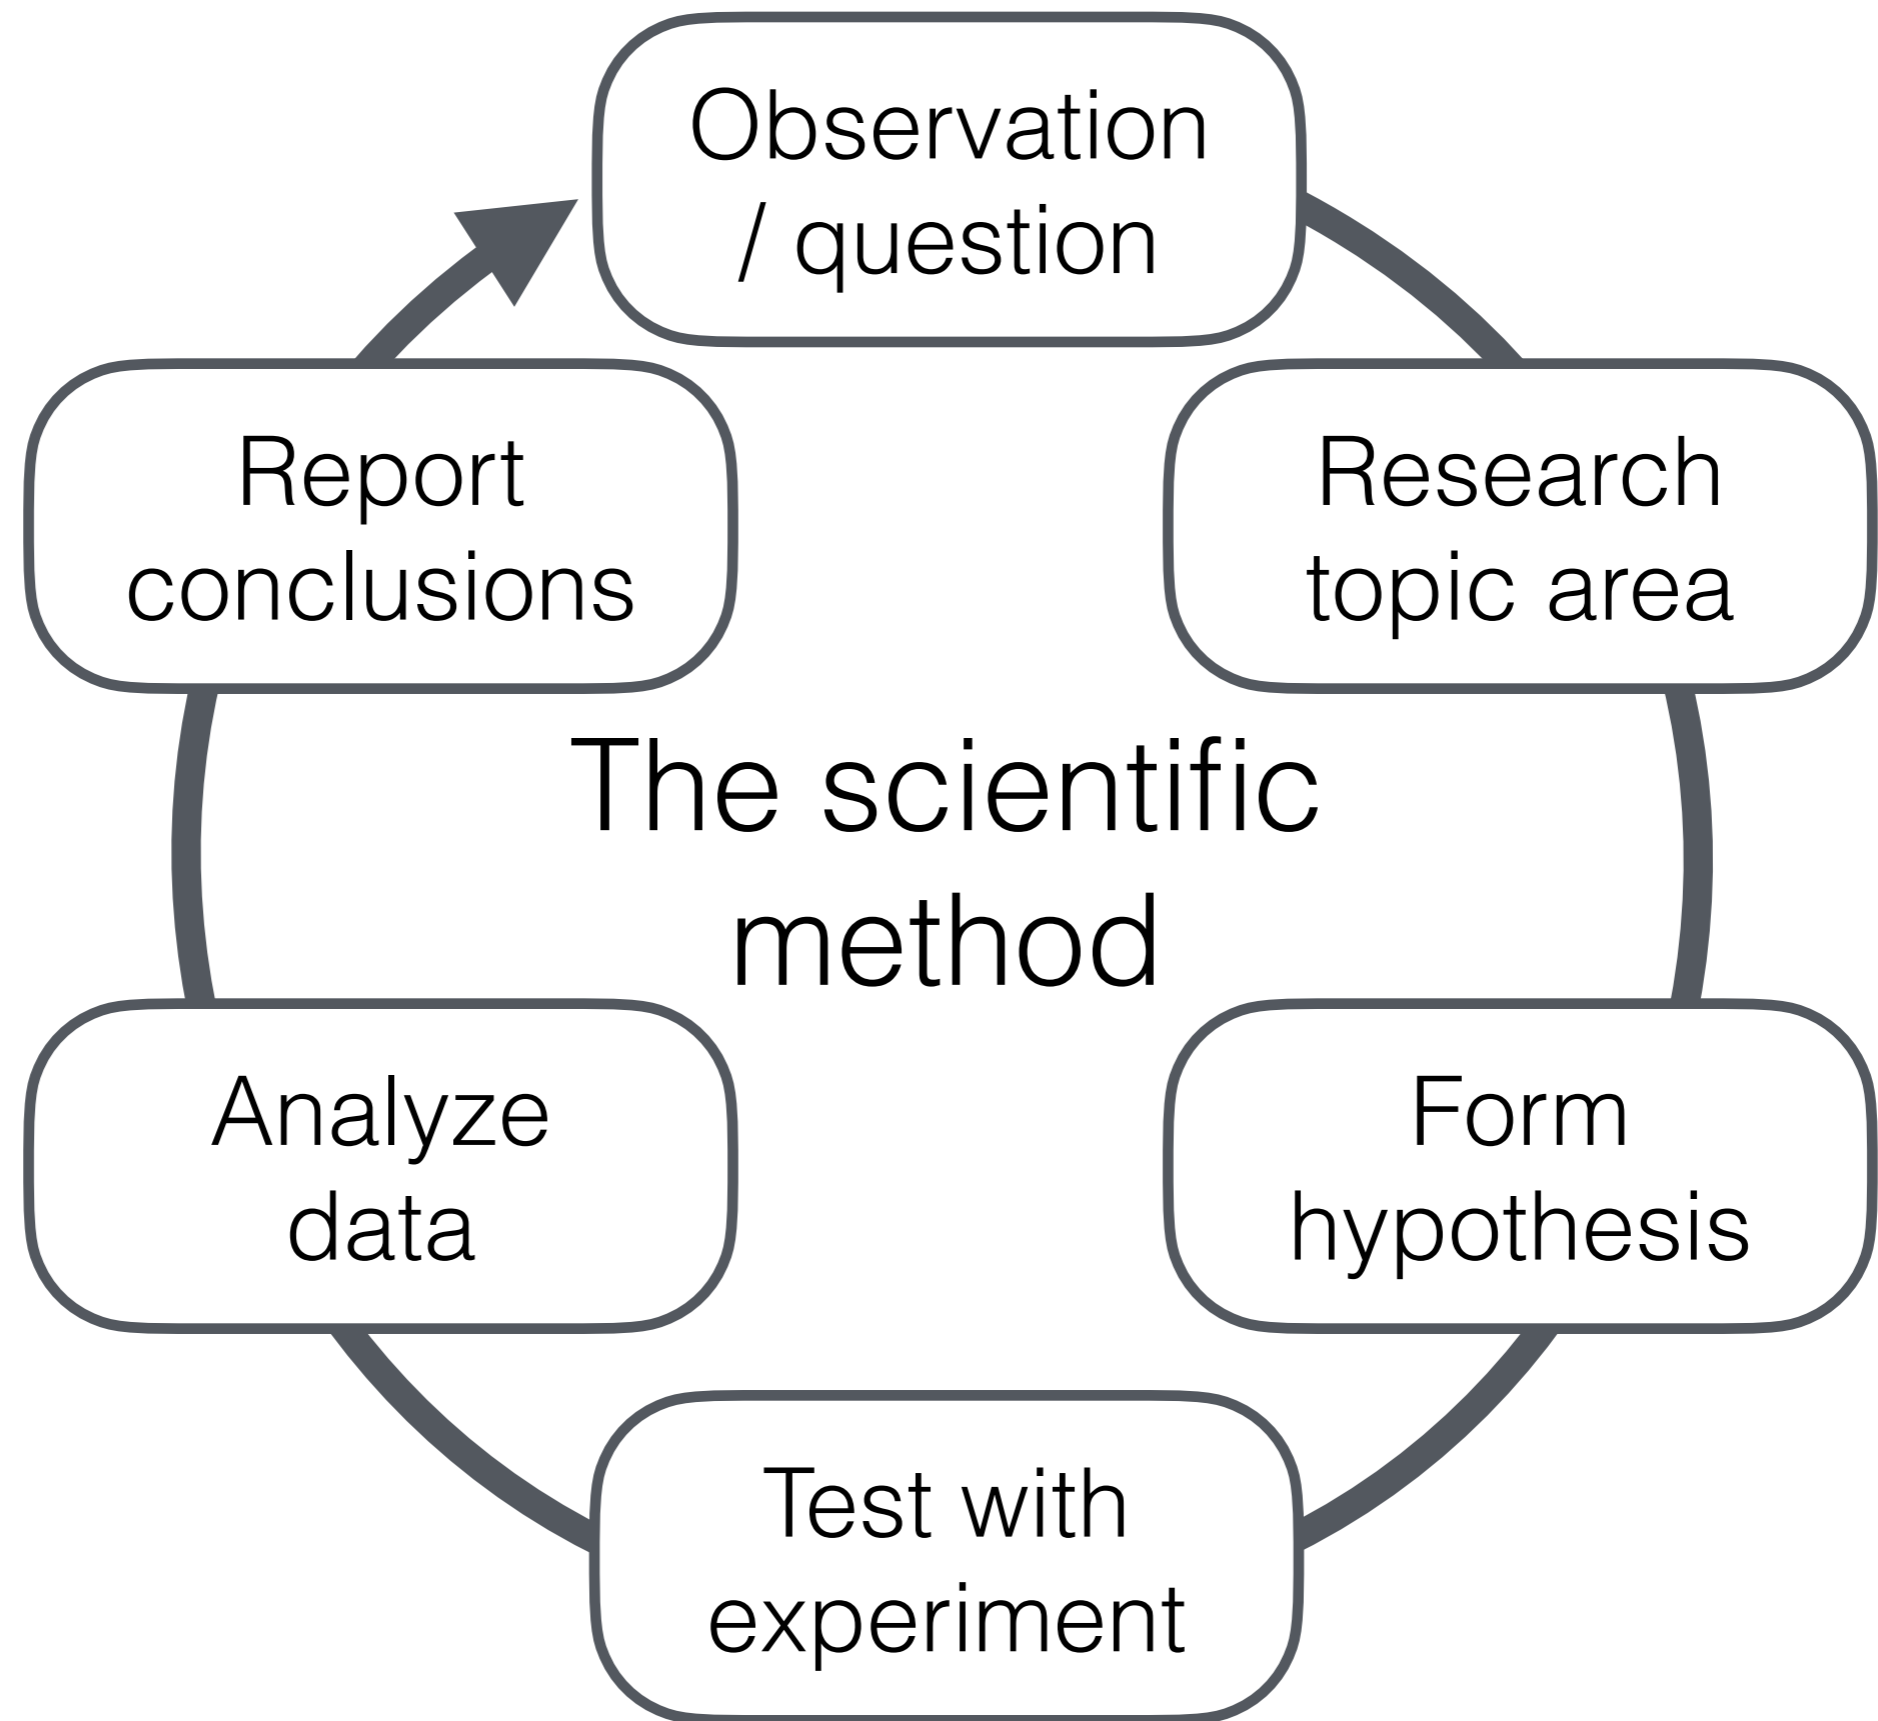 Observation
/ question
Research
topic area
Form
hypothesis
Test with
experiment
Analyze
data
Report
conclusions
The scientific
method